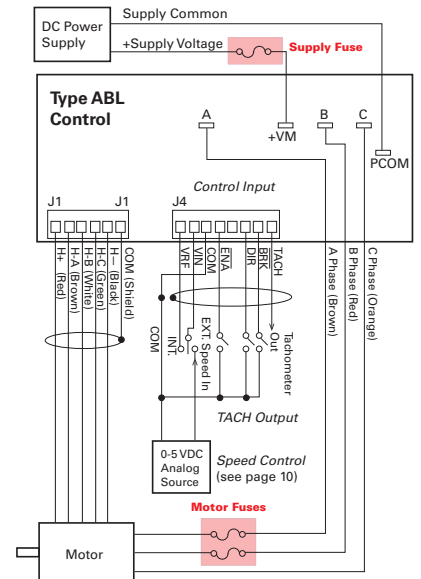 Supply Common
DC Power
Supply
+Supply Voltage
Supply Fuse
Type ABL
Control
A
+VM
B
C
PCOM
Control Input
J1
J1
J4
H+ (Red)
H-A (Brown)
H-B (White)
H-C (Green)
H— (Black)
COM (Shield)
VRF
VIN
COM
ENA
DIR
BRK
TACH
A Phase (Brown)
B Phase (Red)
C Phase (Orange)
COM
INT.
EXT. Speed In
Tachometer
Out
TACH Output
0-5 VDC
Analog
Source
Speed Control
(see page 10)
Motor Fuses
Motor